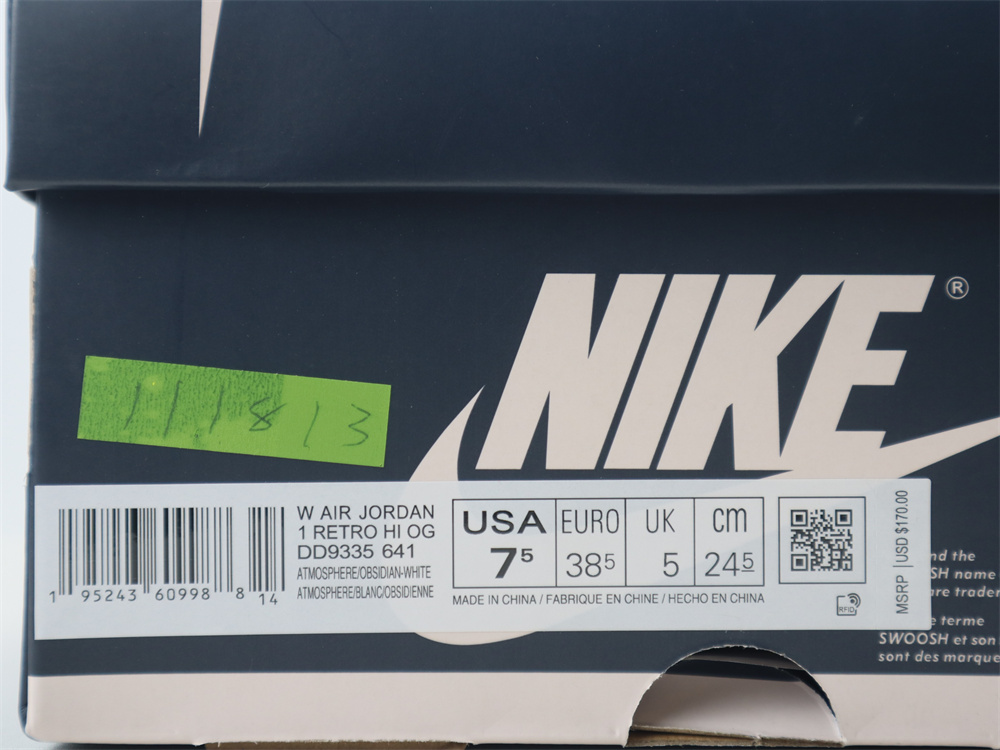 NIKE ®
111813
W AIR JORDAN
1 RETRO HI OG
DD9335 641
ATMOSPHERE/OBSIDIAN-WHITE
ATMOSPHERE/BLANC/OBSIDIENNE
1 95243 60998 8 14
USA EURO UK cm
7⁵ 38⁵ 5 24⁵
MADE IN CHINA / FABRIQUE EN CHINE / HECHO EN CHINA
RFID
MSRP USD $170.00
nd the
SH name
are trader
e terme
SWOOSH et son
sont des marque